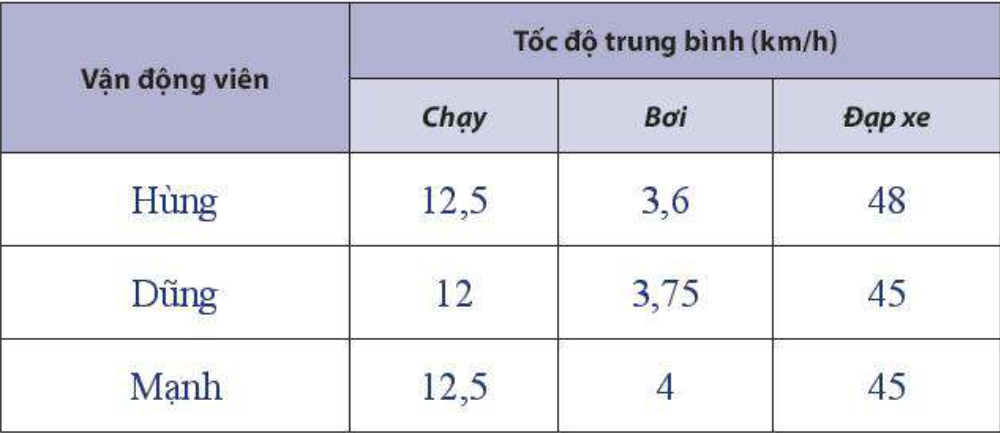 Vận động viên
Tốc độ trung bình (km/h)
Chạy Bơi Đạp xe
Hùng 12,5 3,6 48
Dũng 12 3,75 45
Mạnh 12,5 4 45